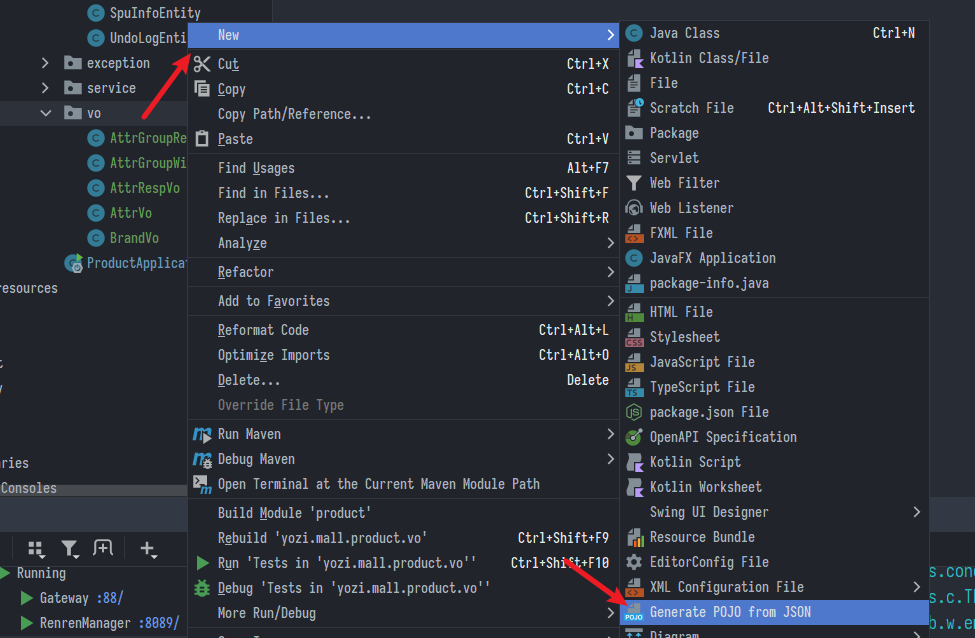 SpuInfoEntity
UndoLogEnti
exception
service
vo
AttrGroupRe
AttrGroupWi
AttrRespVo
AttrVo
BrandVo
ProductApplica
resources
ries
Consoles
Running
Gateway :88/
RenrenManager :8089/
New
Cut Ctrl+X
Copy Ctrl+C
Copy Path/Reference...
Paste Ctrl+V
Find Usages Alt+F7
Find in Files... Ctrl+Shift+F
Replace in Files... Ctrl+Shift+R
Analyze
Refactor
Add to Favorites
Reformat Code Ctrl+Alt+L
Optimize Imports Ctrl+Alt+O
Delete... Delete
Override File Type
Run Maven
Debug Maven
Open Terminal at the Current Maven Module Path
Build Module 'product'
Rebuild 'yozi.mall.product.vo' Ctrl+Shift+F9
Run 'Tests in 'yozi.mall.product.vo'' Ctrl+Shift+F10
Debug 'Tests in 'yozi.mall.product.vo''
More Run/Debug
Java Class Ctrl+N
Kotlin Class/File
File
Scratch File Ctrl+Alt+Shift+Insert
Package
Servlet
Web Filter
Web Listener
FXML File
JavaFX Application
package-info.java
HTML File
Stylesheet
JavaScript File
TypeScript File
package.json File
OpenAPI Specification
Kotlin Script
Kotlin Worksheet
Swing UI Designer
Resource Bundle
EditorConfig File
XML Configuration File
Generate POJO from JSON
Diagram
s.cond
s.c.Th
b.w.em